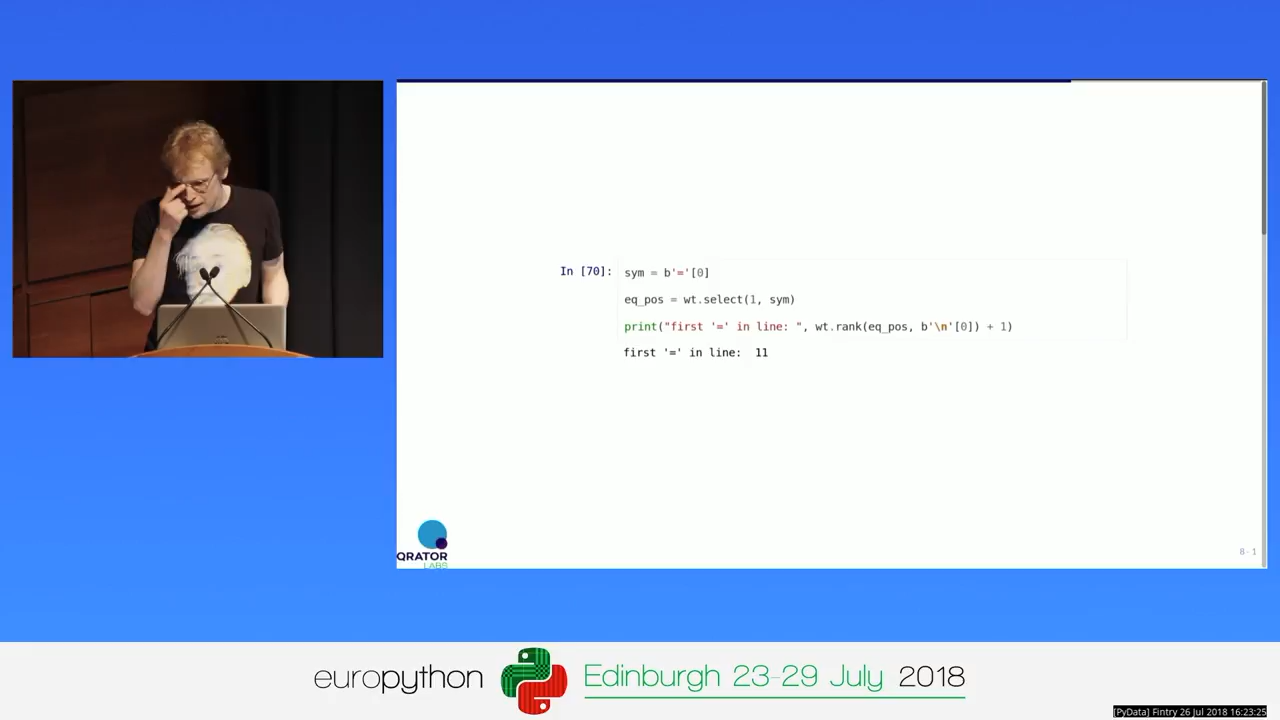 In [70]: sym = b'='[0]
eq_pos = wt.select(1, sym)
print("first '=' in line: ", wt.rank(eq_pos, b'\n'[0]) + 1)
first '=' in line:  11
QRATOR
LABS
8-1
europython Edinburgh 23-29 July 2018
[PyData] Fintry 26 Jul 2018 16:23:25